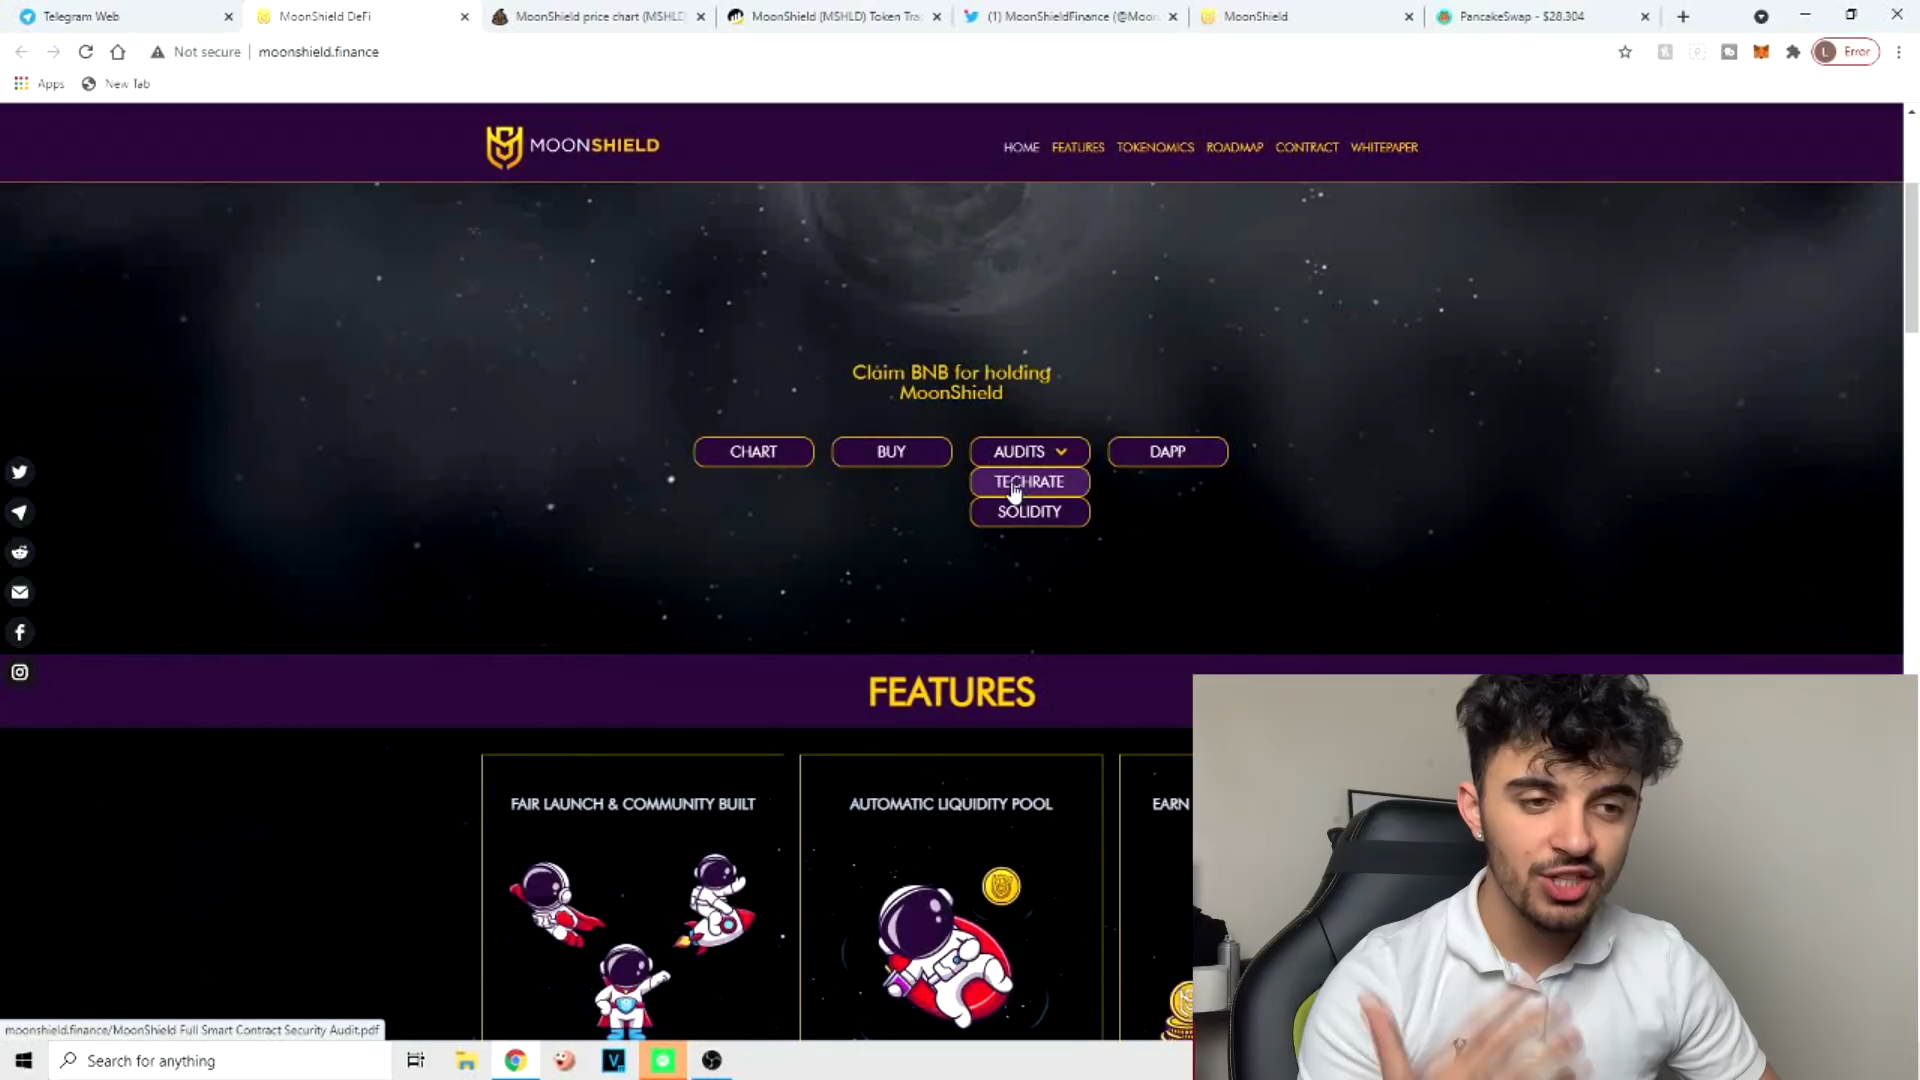 Telegram Web
MoonShield DeFi
MoonShield price chart (MSHLD
MoonShield (MSHLD) Token Tra
(1) MoonShieldFinance (@Moon
MoonShield
PancakeSwap - $28.304
Not secure
moonshield.finance
L
Error
Apps
New Tab
MOONSHIELD
HOME
FEATURES
TOKENOMICS
ROADMAP
CONTRACT
WHITEPAPER
Claim BNB for holding
MoonShield
CHART
BUY
AUDITS
DAPP
TECHRATE
SOLIDITY
FEATURES
FAIR LAUNCH & COMMUNITY BUILT
AUTOMATIC LIQUIDITY POOL
EARN
moonshield.finance/MoonShield Full Smart Contract Security Audit.pdf
Search for anything
V